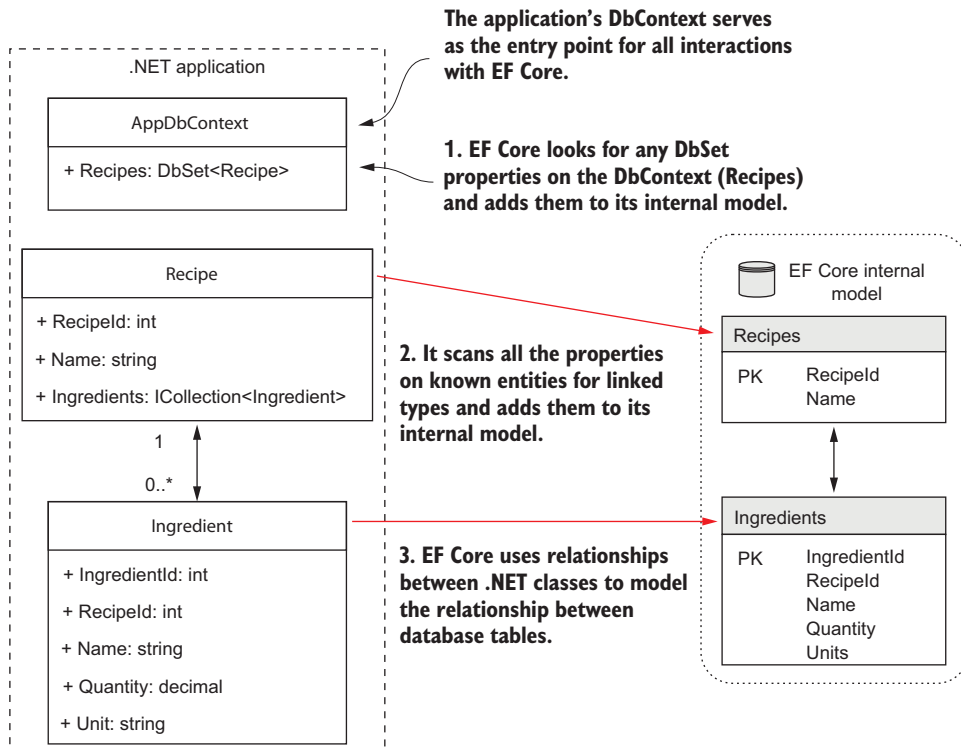 The application’s DbContext serves
as the entry point for all interactions
with EF Core.
.NET application
AppDbContext
+ Recipes: DbSet<Recipe>
1. EF Core looks for any DbSet
properties on the DbContext (Recipes)
and adds them to its internal model.
Recipe
+ RecipeId: int
+ Name: string
+ Ingredients: ICollection<Ingredient>
1
0..*
Ingredient
+ IngredientId: int
+ RecipeId: int
+ Name: string
+ Quantity: decimal
+ Unit: string
2. It scans all the properties
on known entities for linked
types and adds them to its
internal model.
3. EF Core uses relationships
between .NET classes to model
the relationship between
database tables.
EF Core internal
model
Recipes
PK RecipeId
Name
Ingredients
PK IngredientId
RecipeId
Name
Quantity
Units